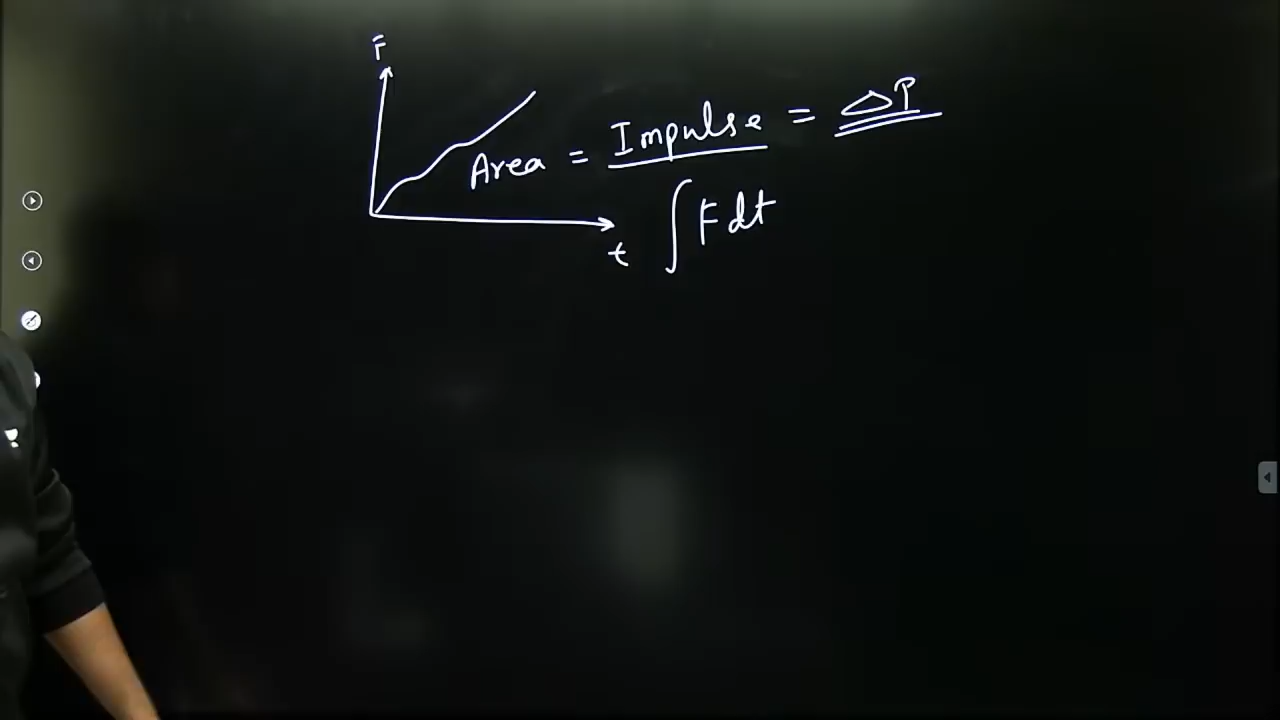 F
Area = Impulse = ΔP
t ∫F dt